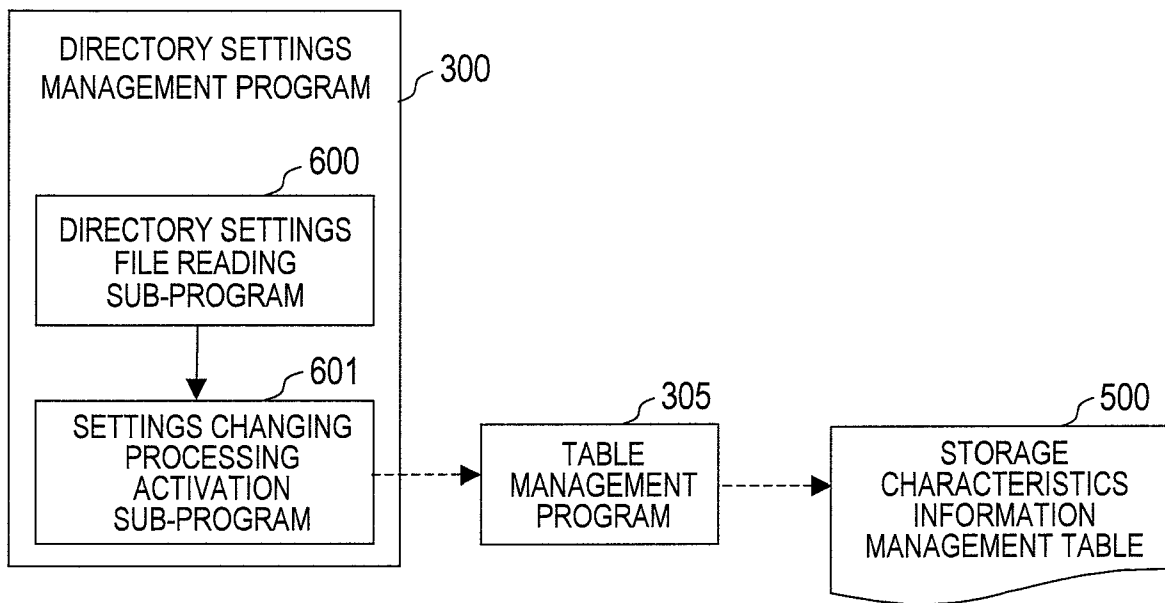 DIRECTORY SETTINGS
MANAGEMENT PROGRAM
300
600
DIRECTORY SETTINGS
FILE READING
SUB-PROGRAM
601
SETTINGS CHANGING
PROCESSING
ACTIVATION
SUB-PROGRAM
305
TABLE
MANAGEMENT
PROGRAM
500
STORAGE
CHARACTERISTICS
INFORMATION
MANAGEMENT TABLE